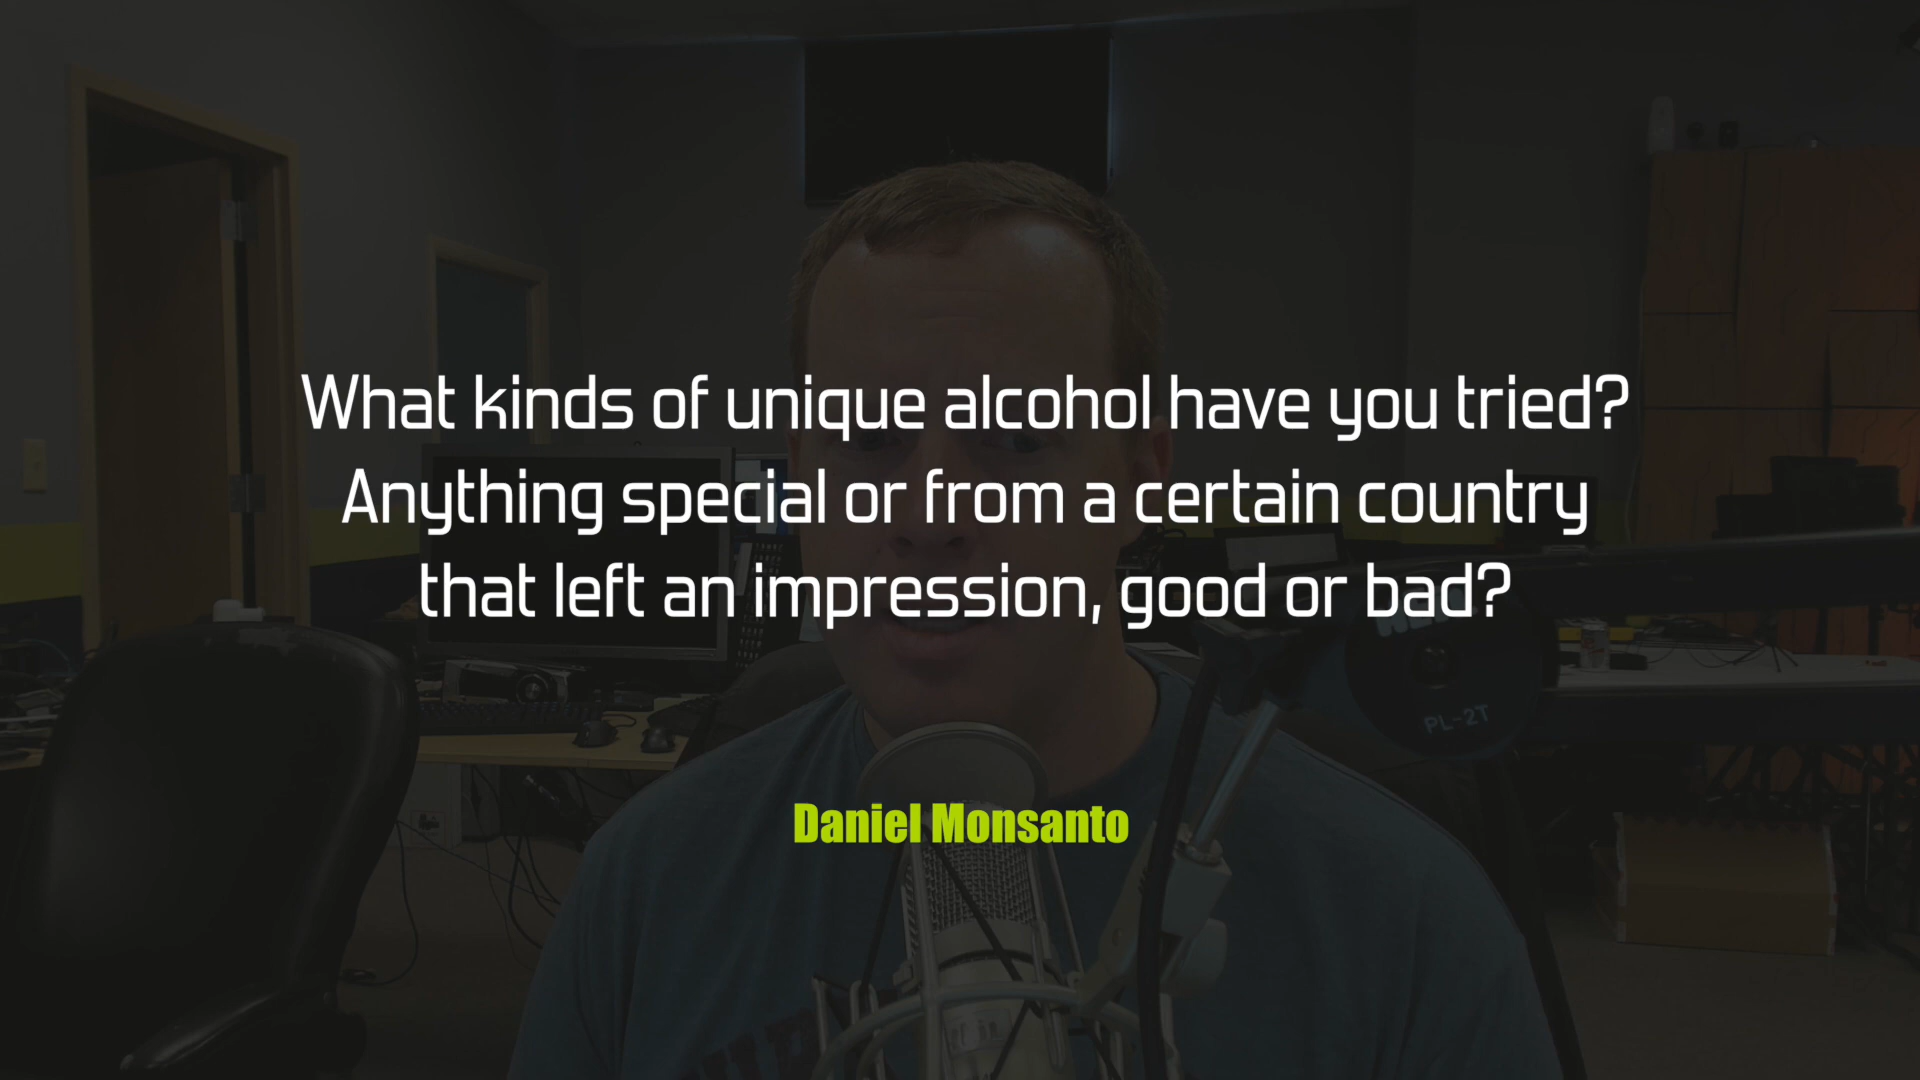 What kinds of unique alcohol have you tried?
Anything special or from a certain country
that left an impression, good or bad?
PL-2T
Daniel Monsanto